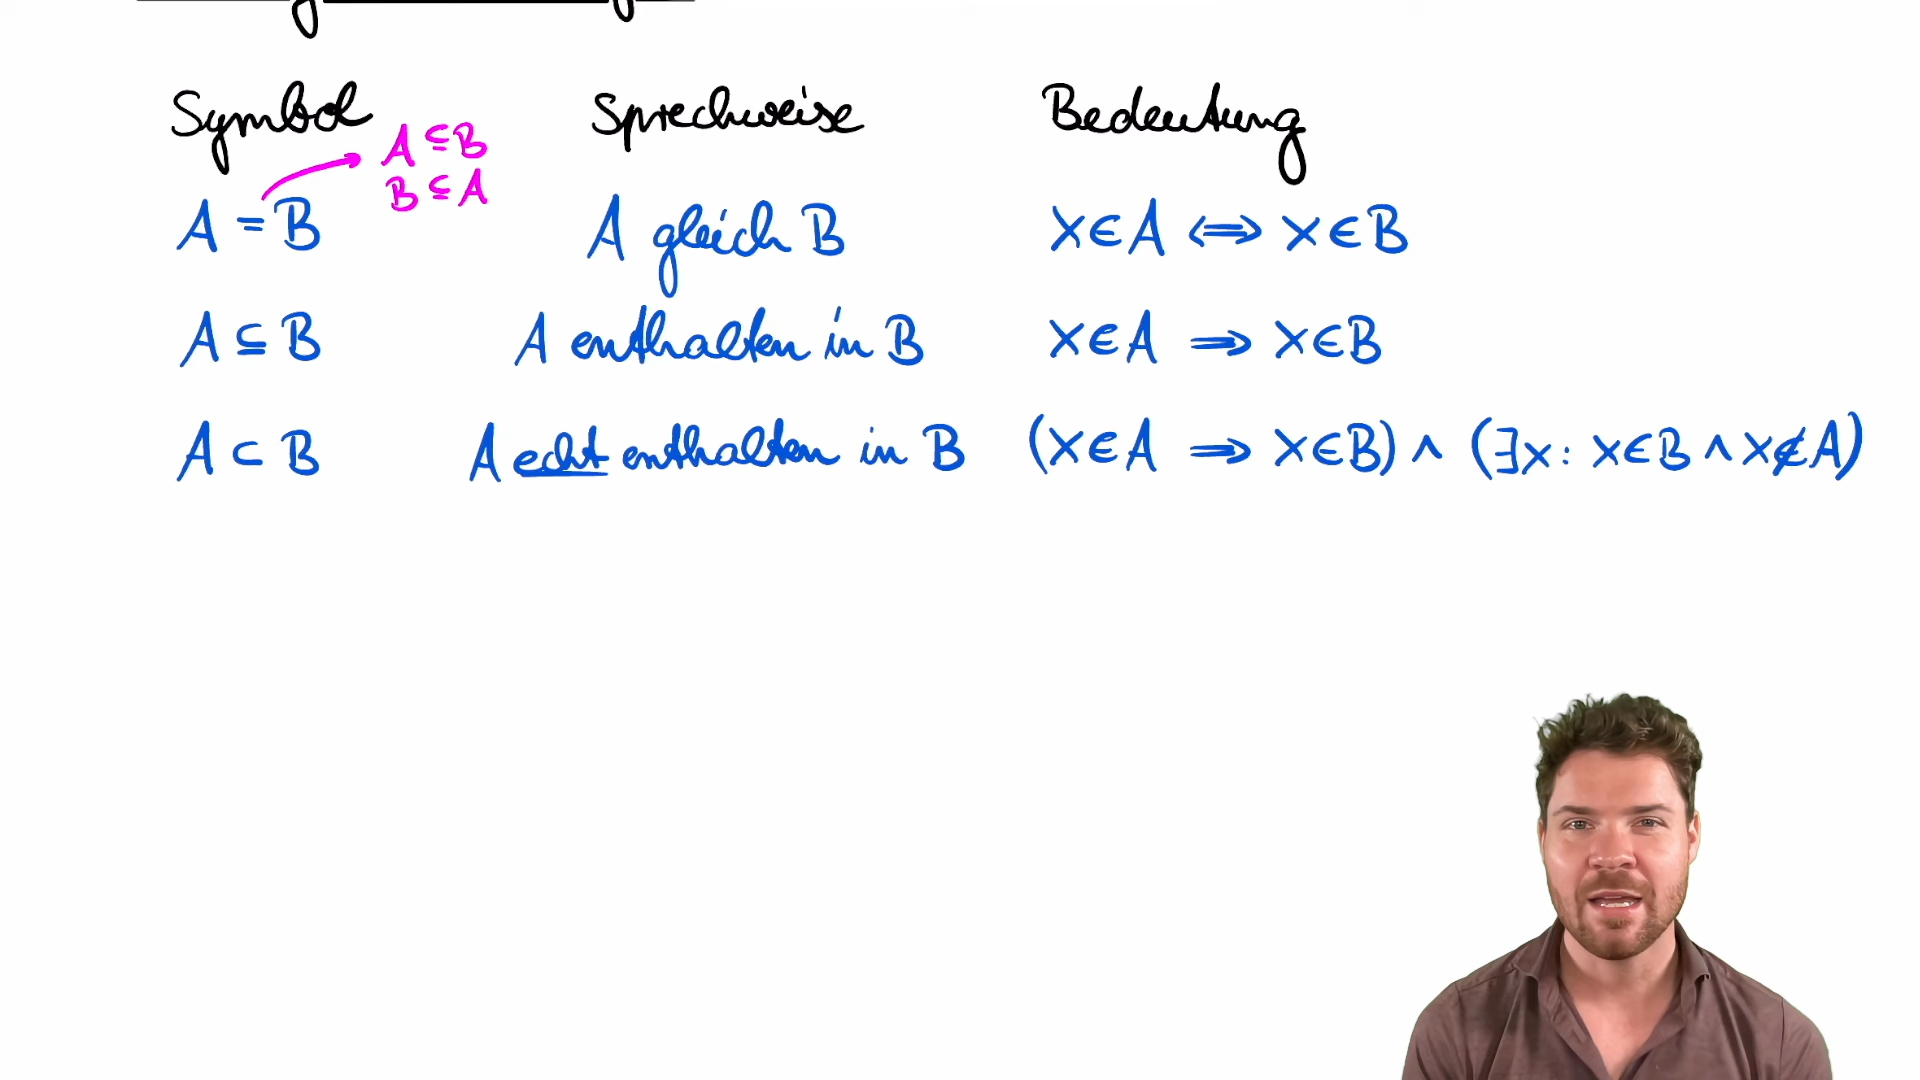 Symbol Sprechweise Bedeutung
A ⊆ B
B ⊆ A
A = B A gleich B x∈A ⟺ x∈B
A ⊆ B A enthalten in B x∈A ⟹ x∈B
A ⊂ B A echt enthalten in B (x∈A ⟹ x∈B) ∧ (∃x: x∈B ∧ x∉A)